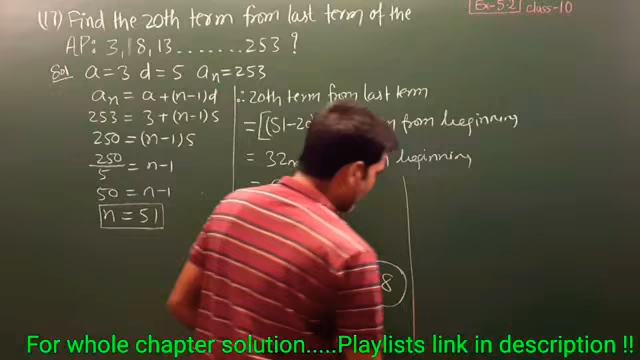 (17) Find the 20th term from last term of the
AP: 3, 8, 13 ....... 253 ?
Ex-5.2 class-10
Sol a = 3 d = 5 an = 253
an = a + (n-1)d
253 = 3 + (n-1)5
250 = (n-1)5
250/5 = n-1
50 = n-1
n = 51
∴ 20th term from last term
= [(51-20) from beginning
= 32n beginning
=
8
For whole chapter solution.....Playlists link in description !!